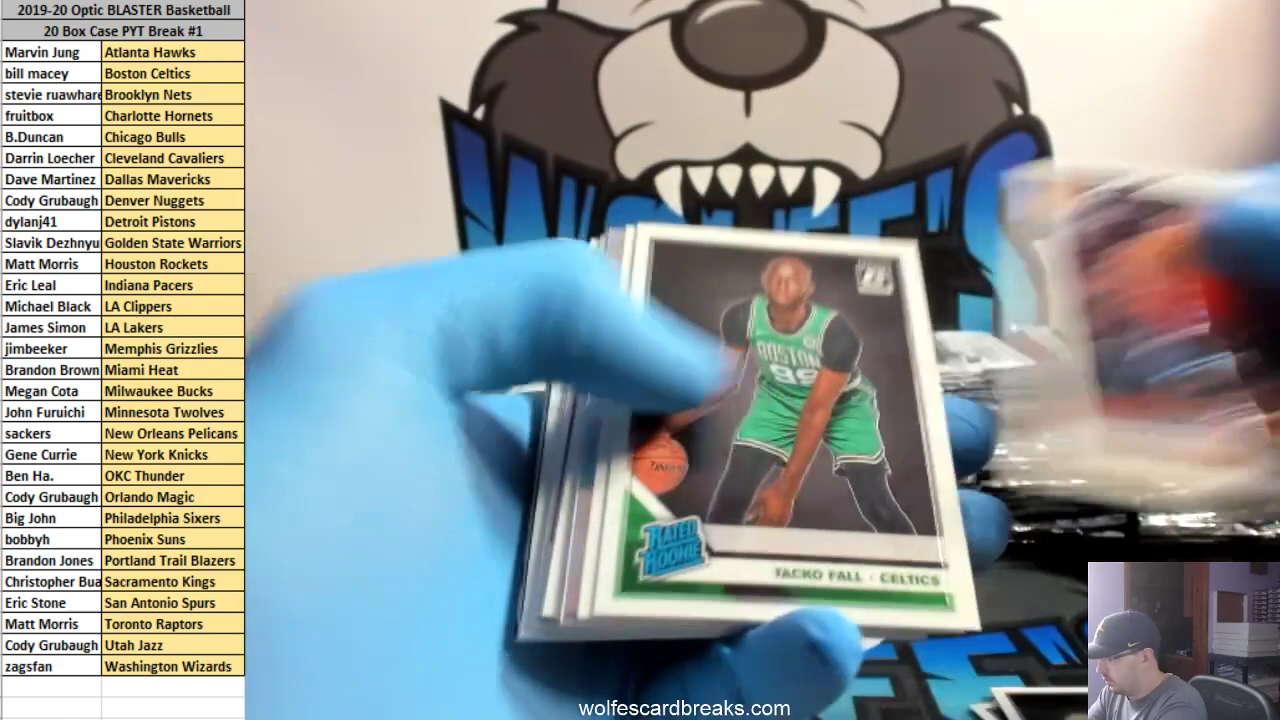 2019-20 Optic BLASTER Basketball
20 Box Case PYT Break #1
Marvin Jung Atlanta Hawks
bill macey Boston Celtics
stevie ruawhare Brooklyn Nets
fruitbox Charlotte Hornets
B.Duncan Chicago Bulls
Darrin Loecher Cleveland Cavaliers
Dave Martinez Dallas Mavericks
Cody Grubaugh Denver Nuggets
dylanj41 Detroit Pistons
Slavik Dezhnyu Golden State Warriors
Matt Morris Houston Rockets
Eric Leal Indiana Pacers
Michael Black LA Clippers
James Simon LA Lakers
jimbeeker Memphis Grizzlies
Brandon Brown Miami Heat
Megan Cota Milwaukee Bucks
John Furuichi Minnesota Twolves
sackers New Orleans Pelicans
Gene Currie New York Knicks
Ben Ha. OKC Thunder
Cody Grubaugh Orlando Magic
Big John Philadelphia Sixers
bobbyh Phoenix Suns
Brandon Jones Portland Trail Blazers
Christopher Bua Sacramento Kings
Eric Stone San Antonio Spurs
Matt Morris Toronto Raptors
Cody Grubaugh Utah Jazz
zagsfan Washington Wizards
BOSTON
99
RATED
ROOKIE
TACKO FALL · CELTICS
wolfescardbreaks.com